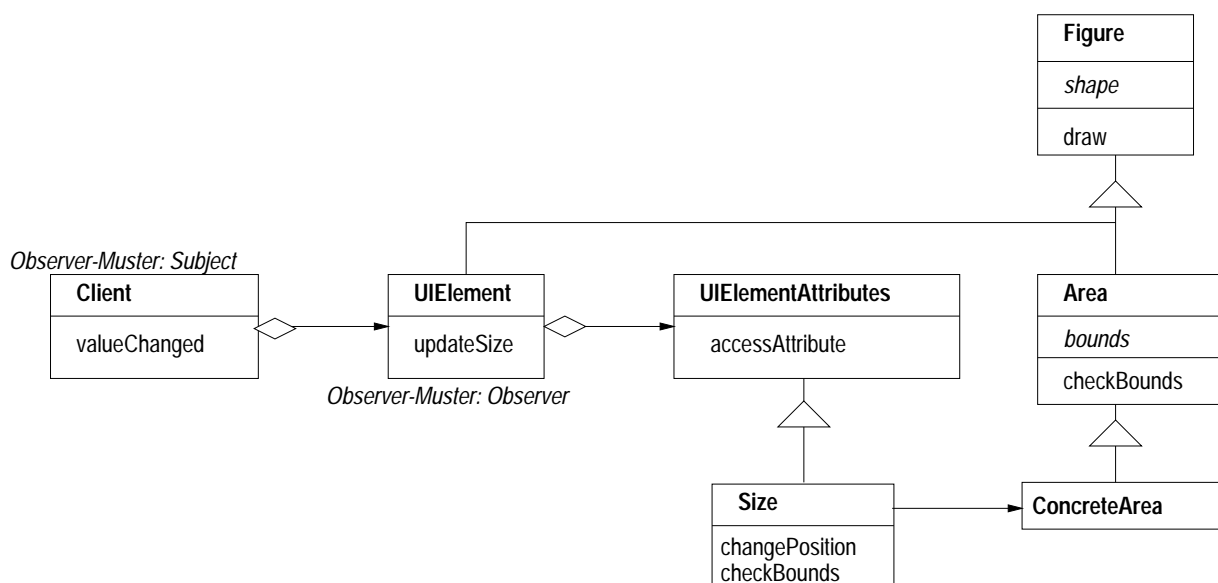 Figure
shape
draw
Observer-Muster: Subject
Client
valueChanged
UIElement
updateSize
Observer-Muster: Observer
UIElementAttributes
accessAttribute
Area
bounds
checkBounds
Size
changePosition
checkBounds
ConcreteArea